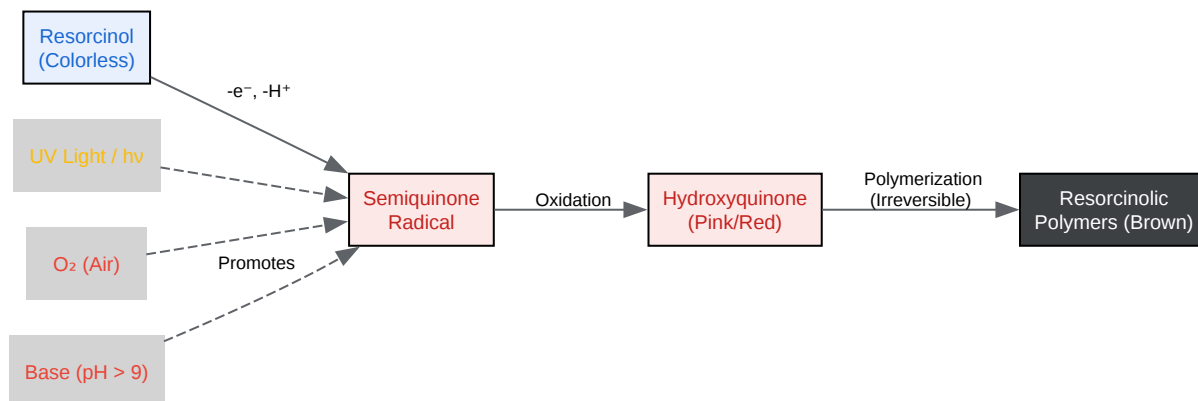 Resorcinol
(Colorless)
-e⁻, -H⁺
UV Light / hν
O₂ (Air)
Promotes
Base (pH > 9)
Semiquinone
Radical
Oxidation
Hydroxyquinone
(Pink/Red)
Polymerization
(Irreversible)
Resorcinolic
Polymers (Brown)